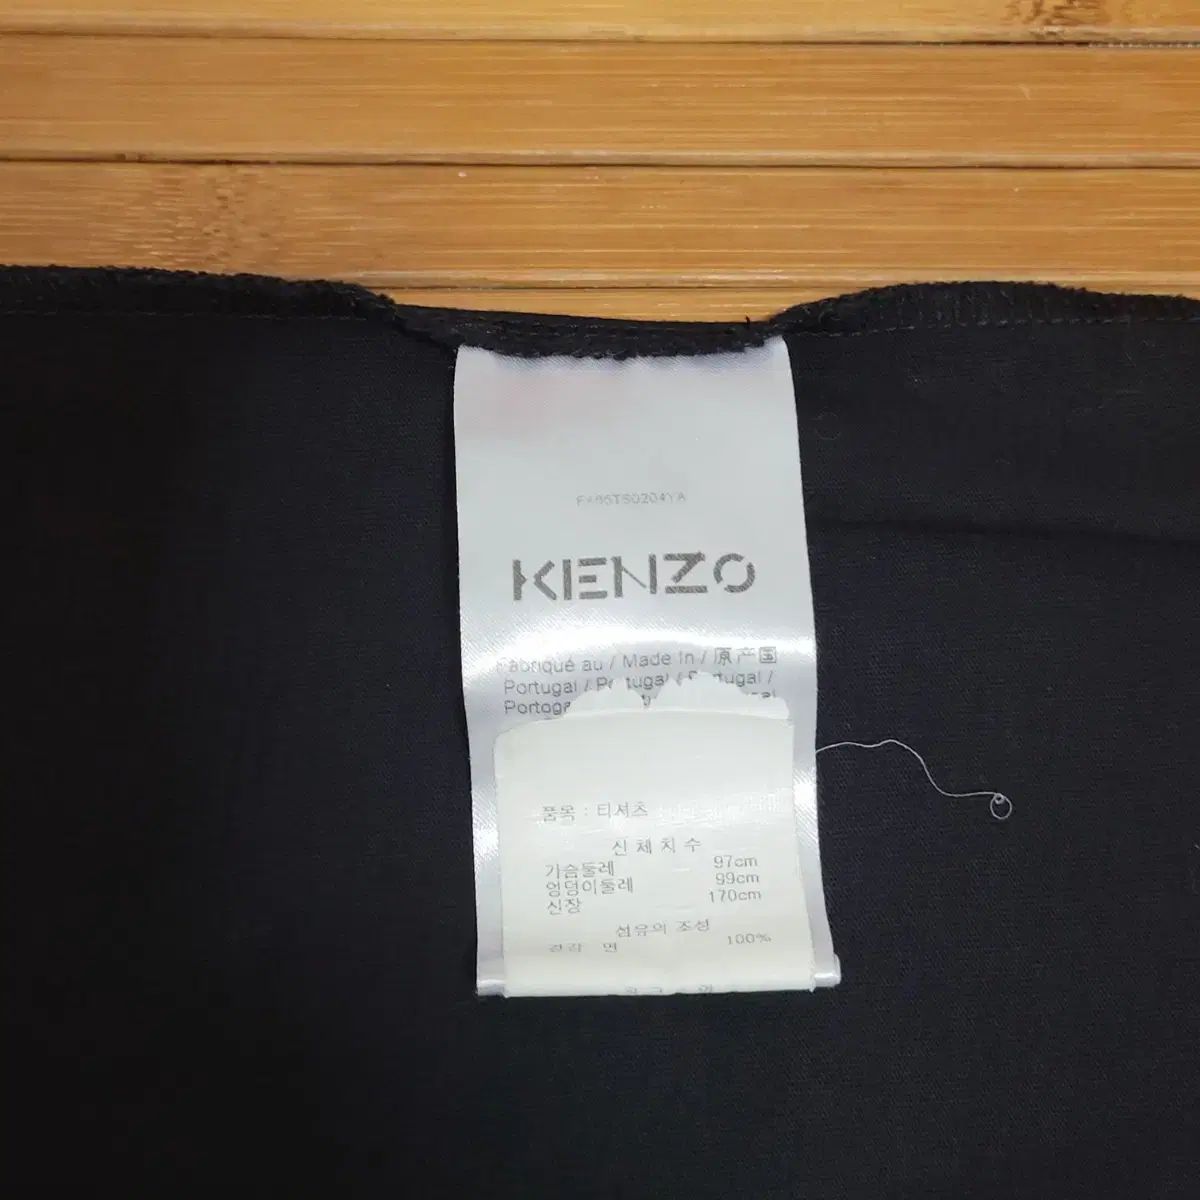 KENZO
Fabriqué au / Made In / 原产国
Portugal /
품목 : 티셔츠
신체치수
가슴둘레 97cm
엉덩이둘레 99cm
신장 170cm
섬유의 조성
면 100%